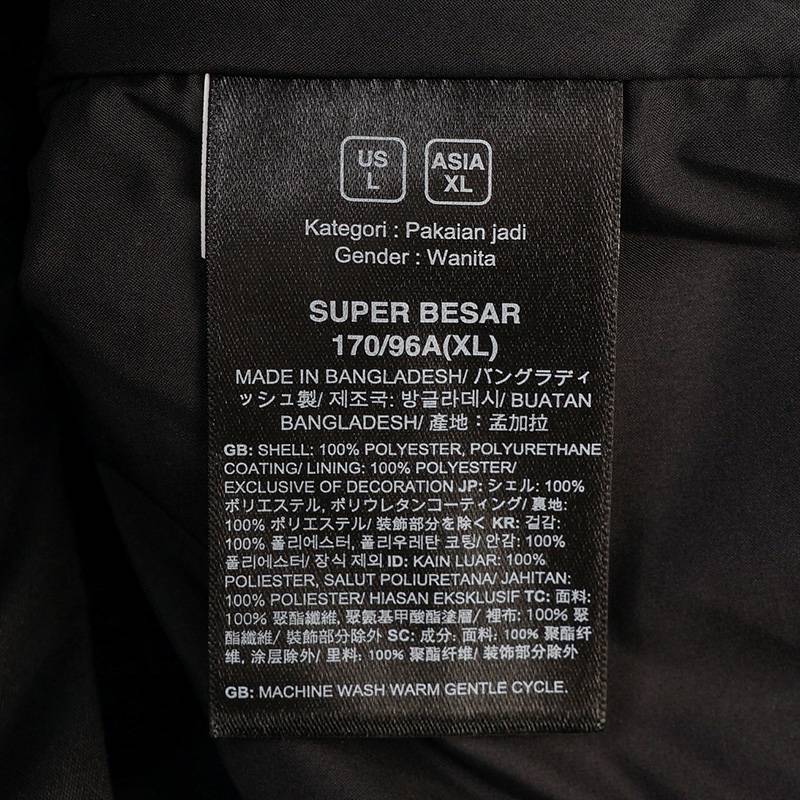 US
L
ASIA
XL
Kategori : Pakaian jadi
Gender : Wanita
SUPER BESAR
170/96A(XL)
MADE IN BANGLADESH/ バングラディ
ッシュ製/ 제조국: 방글라데시/ BUATAN
BANGLADESH/ 產地：孟加拉
GB: SHELL: 100% POLYESTER, POLYURETHANE
COATING/ LINING: 100% POLYESTER/
EXCLUSIVE OF DECORATION JP: シェル: 100%
ポリエステル, ポリウレタンコーティング/ 裏地:
100% ポリエステル/ 装飾部分を除く KR: 겉감:
100% 폴리에스터, 폴리우레탄 코팅/ 안감: 100%
폴리에스터/ 장식 제외 ID: KAIN LUAR: 100%
POLIESTER, SALUT POLIURETANA/ JAHITAN:
100% POLIESTER/ HIASAN EKSKLUSIF TC: 面料:
100% 聚酯纖維, 聚氨基甲酸酯塗層/ 裡布: 100% 聚
酯纖維/ 裝飾部分除外 SC: 成分: 面料: 100% 聚酯纤
维, 涂层除外/ 里料: 100% 聚酯纤维/ 装饰部分除外
GB: MACHINE WASH WARM GENTLE CYCLE.